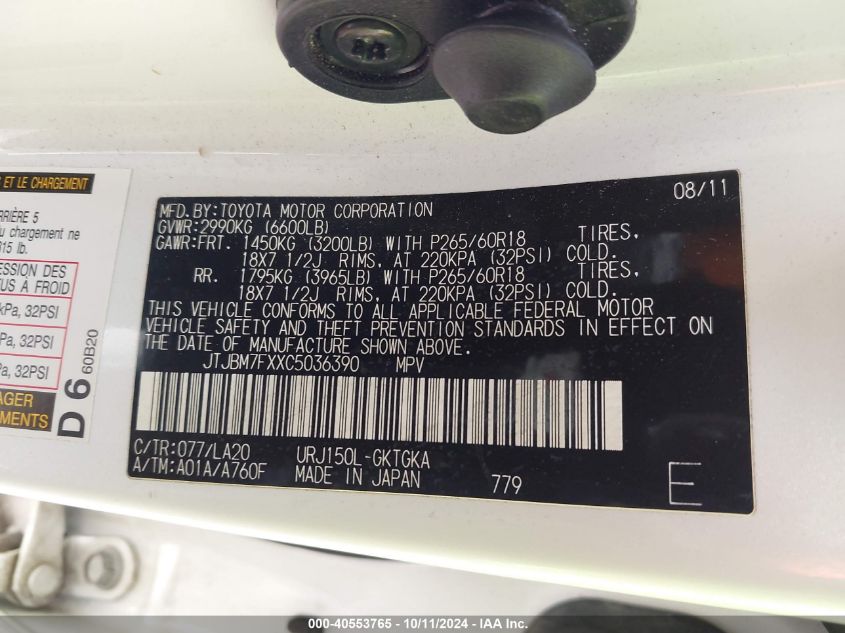 ET LE CHARGEMENT
5
u chargement ne
815 lb.
ESSION DES
US A FROID
kPa, 32PSI
Pa, 32PSI
a, 32PSI
AGER
EMENTS
D 6 60B20
08/11
MFD.BY:TOYOTA MOTOR CORPORATION
GVWR:2990KG (6600LB)
GAWR:FRT. 1450KG (3200LB) WITH P265/60R18 TIRES,
18X7 1/2J RIMS, AT 220KPA (32PSI) COLD.
RR. 1795KG (3965LB) WITH P265/60R18 TIRES,
18X7 1/2J RIMS, AT 220KPA (32PSI) COLD.
THIS VEHICLE CONFORMS TO ALL APPLICABLE FEDERAL MOTOR
VEHICLE SAFETY AND THEFT PREVENTION STANDARDS IN EFFECT ON
THE DATE OF MANUFACTURE SHOWN ABOVE.
JTJBM7FXXC5036390 MPV
C/TR:077/LA20 URJ150L-GKTGKA
A/TM:A01A/A760F MADE IN JAPAN 779
E
000-40553765 - 10/11/2024 - IAA Inc.